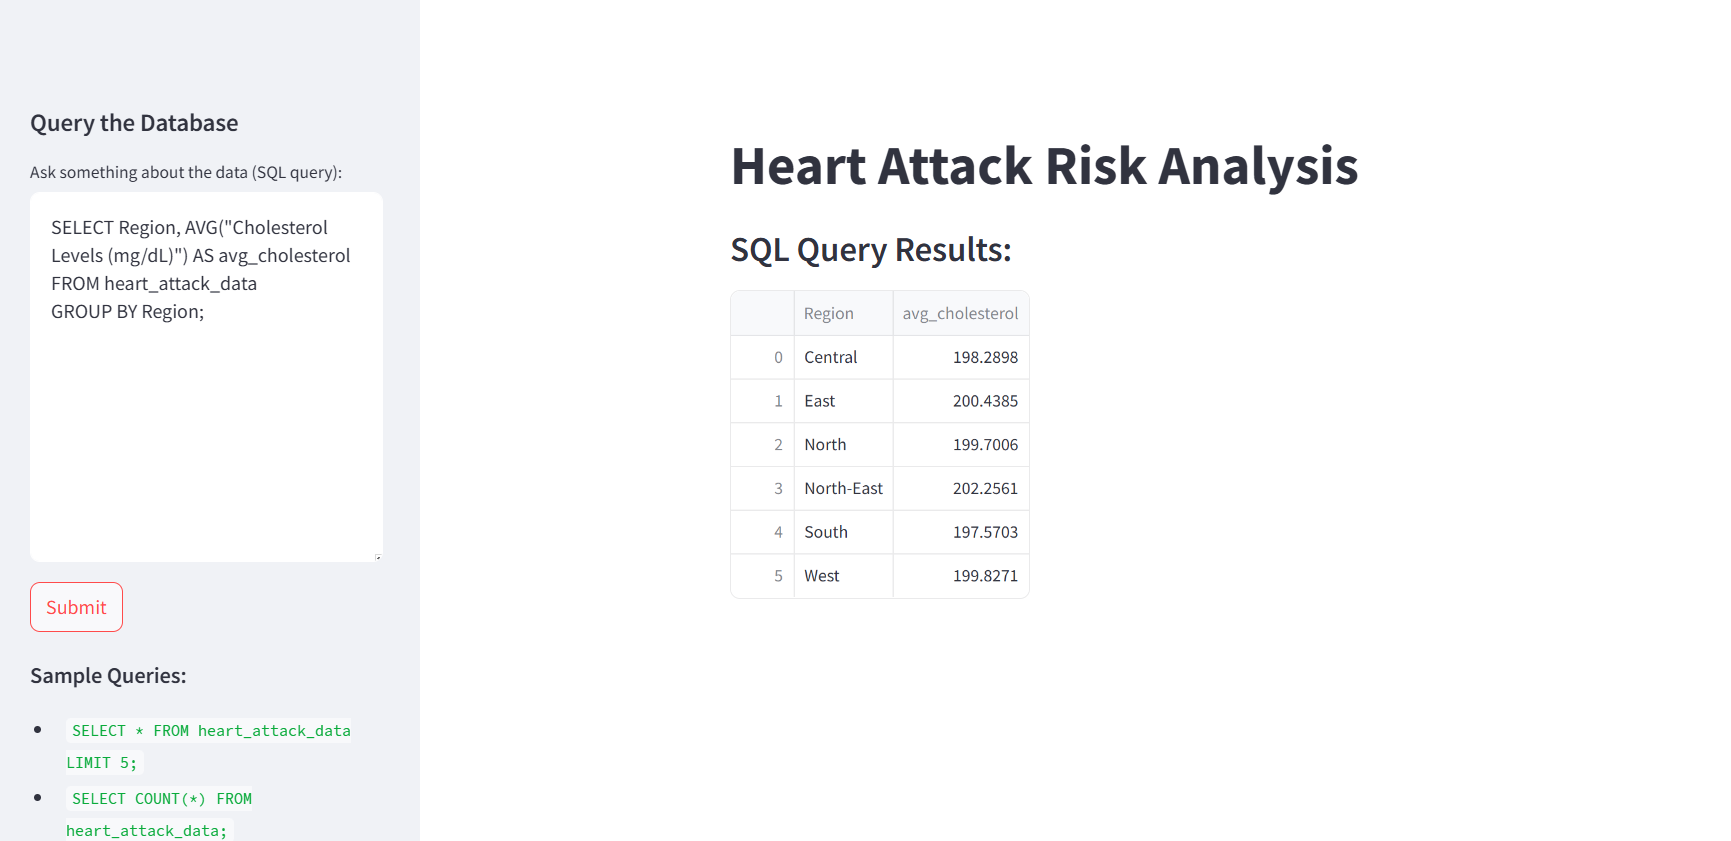 Query the Database
Ask something about the data (SQL query):
SELECT Region, AVG("Cholesterol
Levels (mg/dL)") AS avg_cholesterol
FROM heart_attack_data
GROUP BY Region;
Submit
Sample Queries:
SELECT * FROM heart_attack_data
LIMIT 5;
SELECT COUNT(*) FROM
heart_attack_data;
Heart Attack Risk Analysis
SQL Query Results:
Region avg_cholesterol
0 Central 198.2898
1 East 200.4385
2 North 199.7006
3 North-East 202.2561
4 South 197.5703
5 West 199.8271